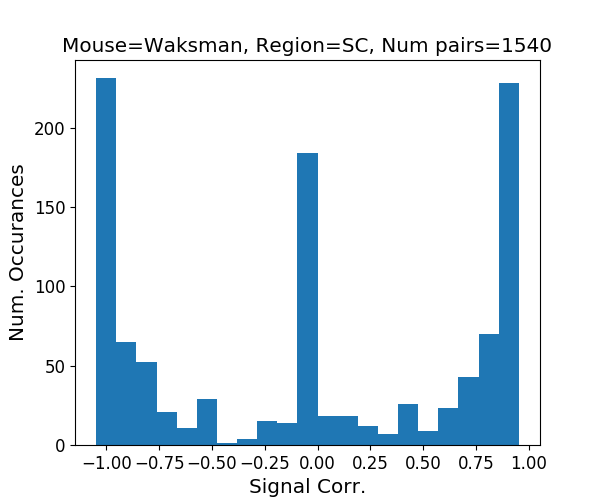 Mouse=Waksman, Region=SC, Num pairs=1540
Num. Occurances
200
150
100
50
0
−1.00 −0.75 −0.50 −0.25 0.00 0.25 0.50 0.75 1.00
Signal Corr.